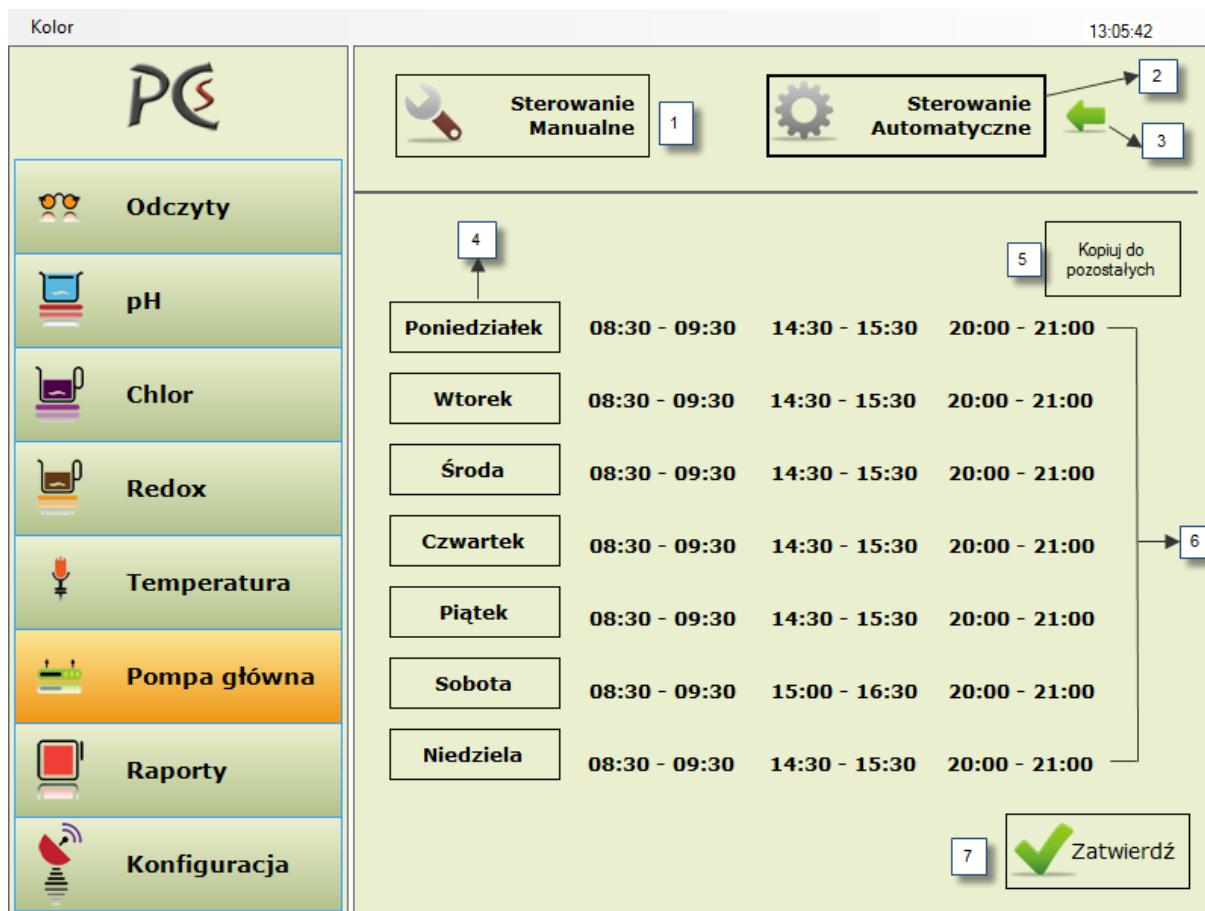 Kolor
13:05:42
PCs
Odczyty
pH
Chlor
Redox
Temperatura
Pompa główna
Raporty
Konfiguracja
Sterowanie
Manualne
1
Sterowanie
Automatyczne
2
3
4
5
Kopiuj do
pozostałych
Poniedziałek 08:30 - 09:30 14:30 - 15:30 20:00 - 21:00
Wtorek 08:30 - 09:30 14:30 - 15:30 20:00 - 21:00
Środa 08:30 - 09:30 14:30 - 15:30 20:00 - 21:00
Czwartek 08:30 - 09:30 14:30 - 15:30 20:00 - 21:00
6
Piątek 08:30 - 09:30 14:30 - 15:30 20:00 - 21:00
Sobota 08:30 - 09:30 15:00 - 16:30 20:00 - 21:00
Niedziela 08:30 - 09:30 14:30 - 15:30 20:00 - 21:00
7
Zatwierdź